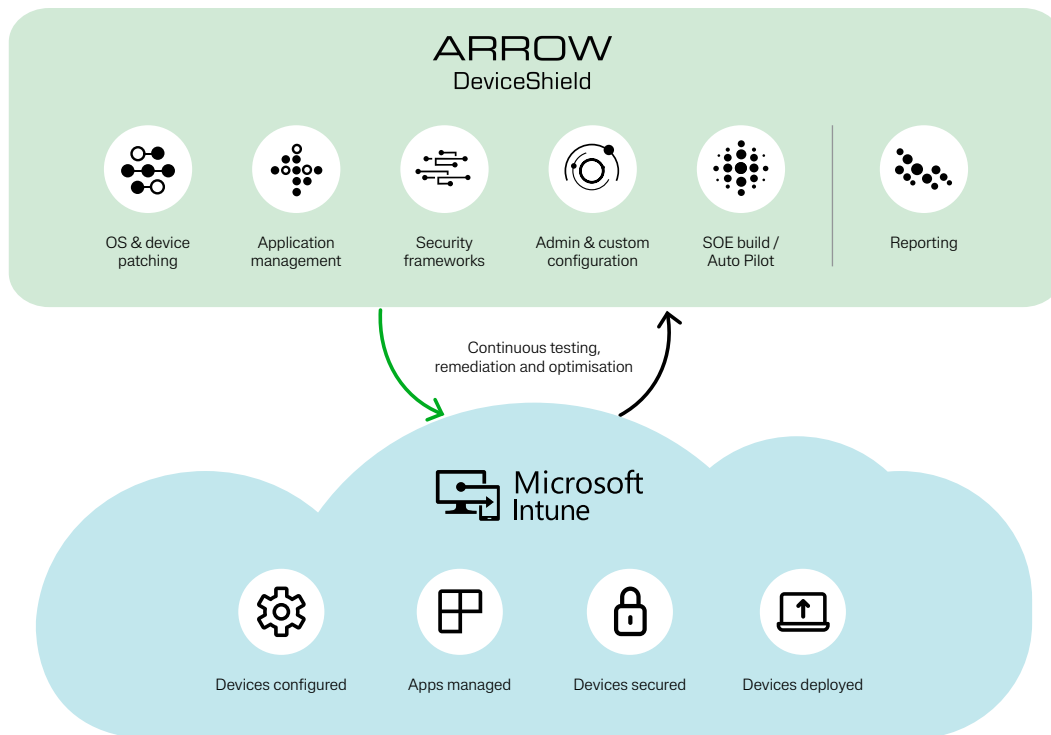 ARROW
DeviceShield
OS & device
patching
Application
management
Security
frameworks
Admin & custom
configuration
SOE build /
Auto Pilot
Reporting
Continuous testing,
remediation and optimisation
Microsoft
Intune
Devices configured
Apps managed
Devices secured
Devices deployed